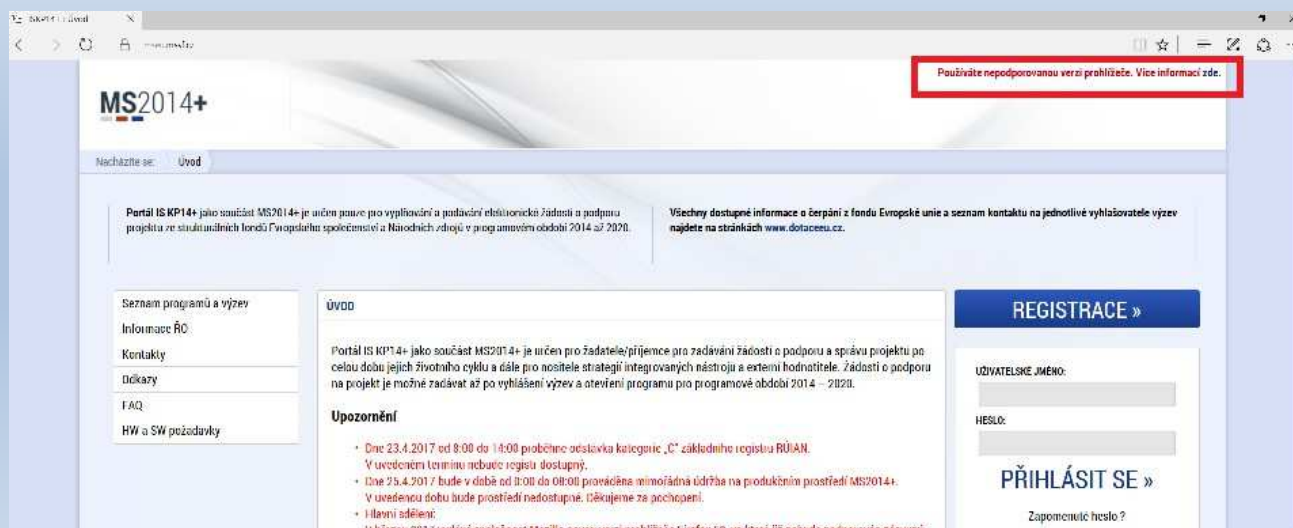 ISKP14+ : Úvod
Používáte nepodporovanou verzi prohlížeče. Více informací zde.
MS2014+
Nacházíte se: Úvod
Portál IS KP14+ jako součást MS2014+ je určen pouze pro vyplňování a podávání elektronické žádosti o podporu
projektu ze strukturálních fondů Evropského společenství a Národních zdrojů v programovém období 2014 až 2020.
Všechny dostupné informace o čerpání z fondu Evropské unie a seznam kontaktu na jednotlivé vyhlašovatele výzev
najdete na stránkách www.dotaceeu.cz.
Seznam programů a výzev
Informace ŘO
Kontakty
Odkazy
FAQ
HW a SW požadavky
ÚVOD
Portál IS KP14+ jako součást MS2014+ je určen pro žadatele/příjemce pro zadávání žádosti o podporu a správu projektu po
celou dobu jejich životního cyklu a dále pro nositele strategií integrovaných nástroju a externí hodnotitele. Žádosti o podporu
na projekt je možné zadávat až po vyhlášení výzev a otevření programu pro programové období 2014 – 2020.
Upozornění
• Dne 23.4.2017 od 8:00 do 14:00 proběhne odstávka kategorie „C" základního registru RÚIAN.
V uvedeném termínu nebude registr dostupný.
• Dne 25.4.2017 bude v době od 0:00 do 08:00 prováděna mimořádná údržba na produkčním prostředí MS2014+.
V uvedenou dobu bude prostředí nedostupné. Děkujeme za pochopení.
• Hlavní sdělení:
REGISTRACE »
UŽIVATELSKÉ JMÉNO:
HESLO:
PŘIHLÁSIT SE »
Zapomenuté heslo ?